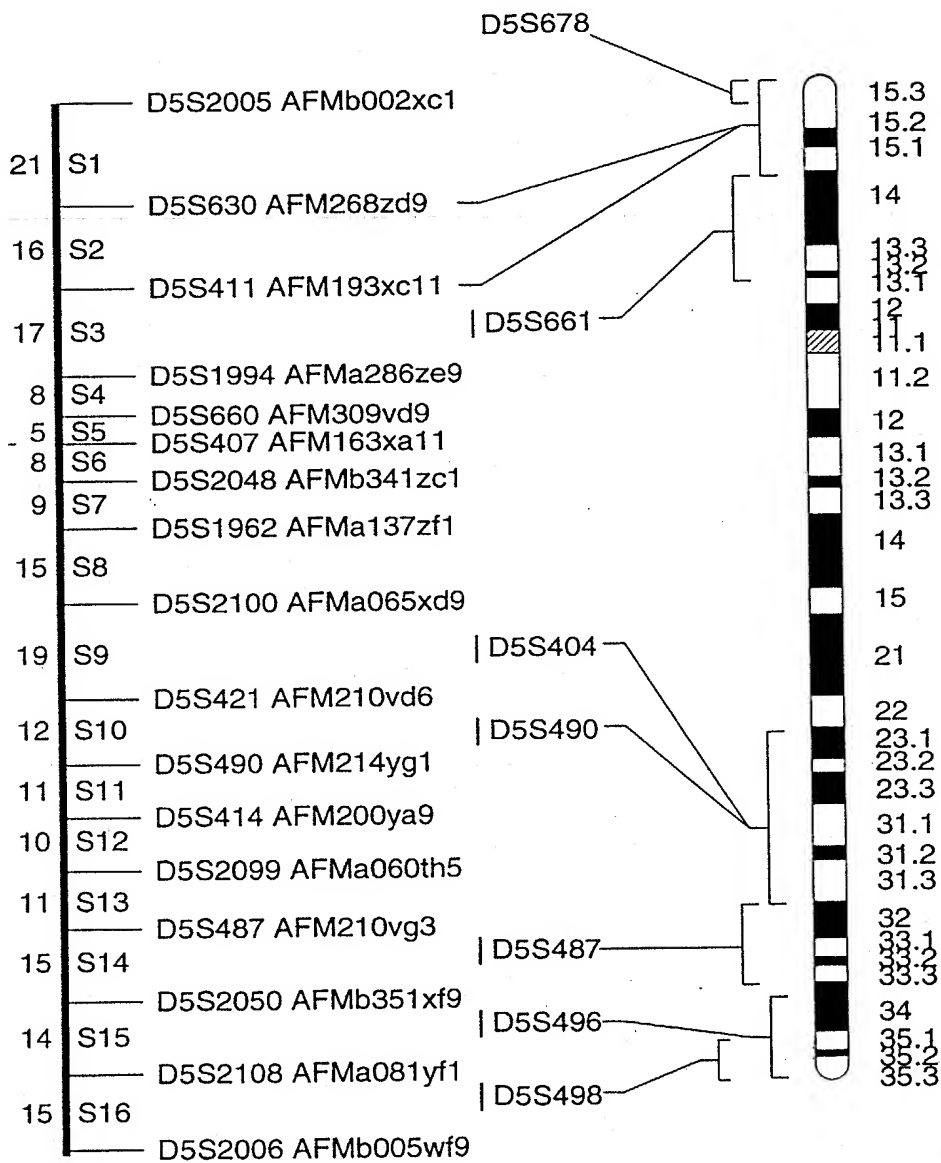 D5S678
D5S2005 AFMb002xc1
21 S1
D5S630 AFM268zd9
16 S2
D5S411 AFM193xc11
D5S661
17 S3
D5S1994 AFMa286ze9
8 S4
D5S660 AFM309vd9
5 S5
D5S407 AFM163xa11
8 S6
D5S2048 AFMb341zc1
9 S7
D5S1962 AFMa137zf1
15 S8
D5S2100 AFMa065xd9
D5S404
19 S9
D5S421 AFM210vd6
D5S490
12 S10
D5S490 AFM214yg1
11 S11
D5S414 AFM200ya9
10 S12
D5S2099 AFMa060th5
11 S13
D5S487 AFM210vg3
D5S487
15 S14
D5S2050 AFMb351xf9
D5S496
14 S15
D5S2108 AFMa081yf1
D5S498
15 S16
D5S2006 AFMb005wf9
15.3
15.2
15.1
14
13.3
13.2
13.1
12
11
11.1
11.2
12
13.1
13.2
13.3
14
15
21
22
23.1
23.2
23.3
31.1
31.2
31.3
32
33.1
33.2
33.3
34
35.1
35.2
35.3